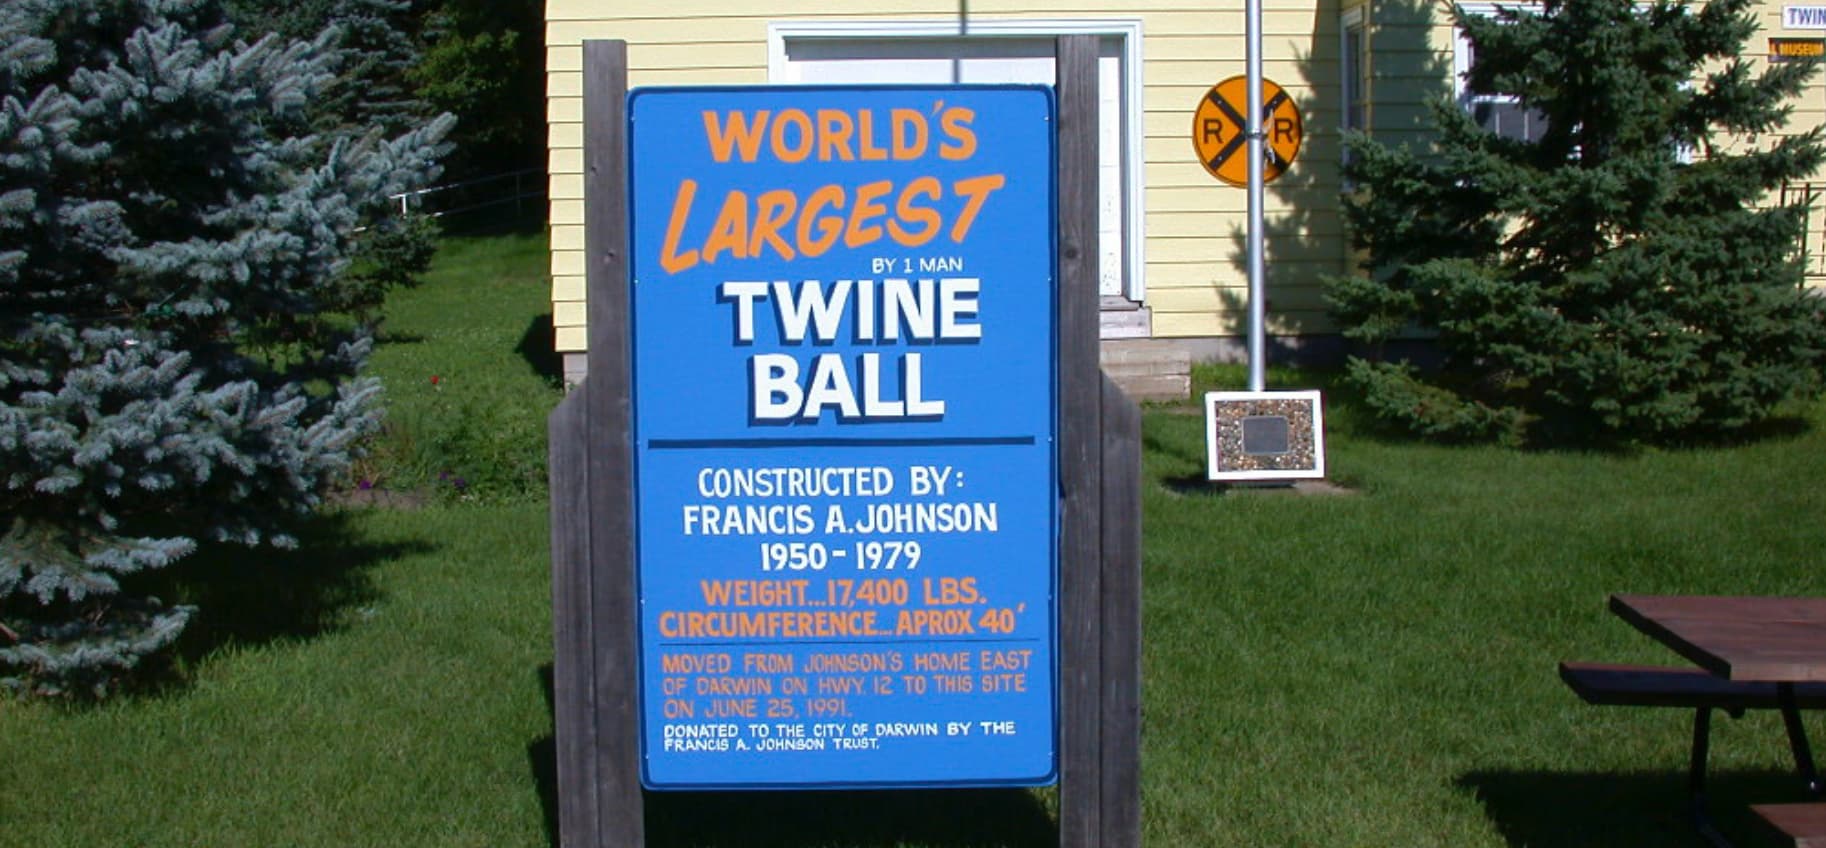 WORLD'S
LARGEST
BY 1 MAN
TWINE
BALL
CONSTRUCTED BY:
FRANCIS A. JOHNSON
1950 - 1979
WEIGHT...17,400 LBS.
CIRCUMFERENCE...APROX 40'
MOVED FROM JOHNSON'S HOME EAST
OF DARWIN ON HWY. 12 TO THIS SITE
ON JUNE 25, 1991.
DONATED TO THE CITY OF DARWIN BY THE
FRANCIS A. JOHNSON TRUST.
R R
TWIN
MUSEUM